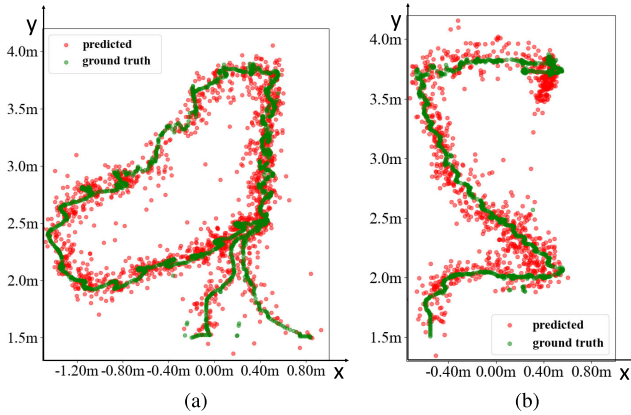 y
predicted
ground truth
4.0m
3.5m
3.0m
2.5m
2.0m
1.5m
-1.20m -0.80m -0.40m 0.00m 0.40m 0.80m
x
(a)
y
4.0m
3.5m
3.0m
2.5m
2.0m
1.5m
predicted
ground truth
-0.40m 0.00m 0.40m 0.80m
x
(b)